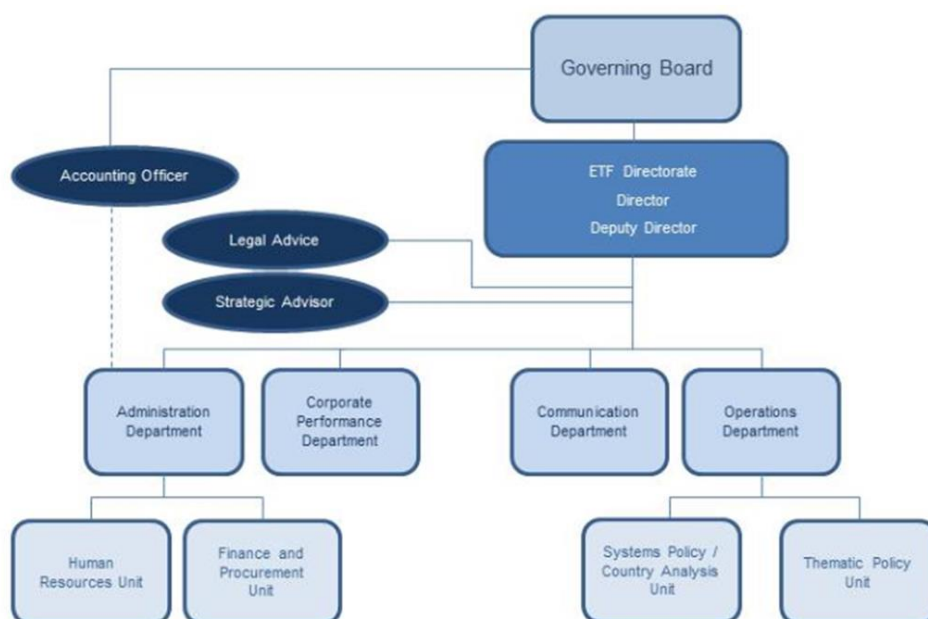 Governing Board
ETF Directorate
Director
Deputy Director
Accounting Officer
Legal Advice
Strategic Advisor
Administration
Department
Corporate
Performance
Department
Communication
Department
Operations
Department
Human
Resources Unit
Finance and
Procurement
Unit
Systems Policy /
Country Analysis
Unit
Thematic Policy
Unit